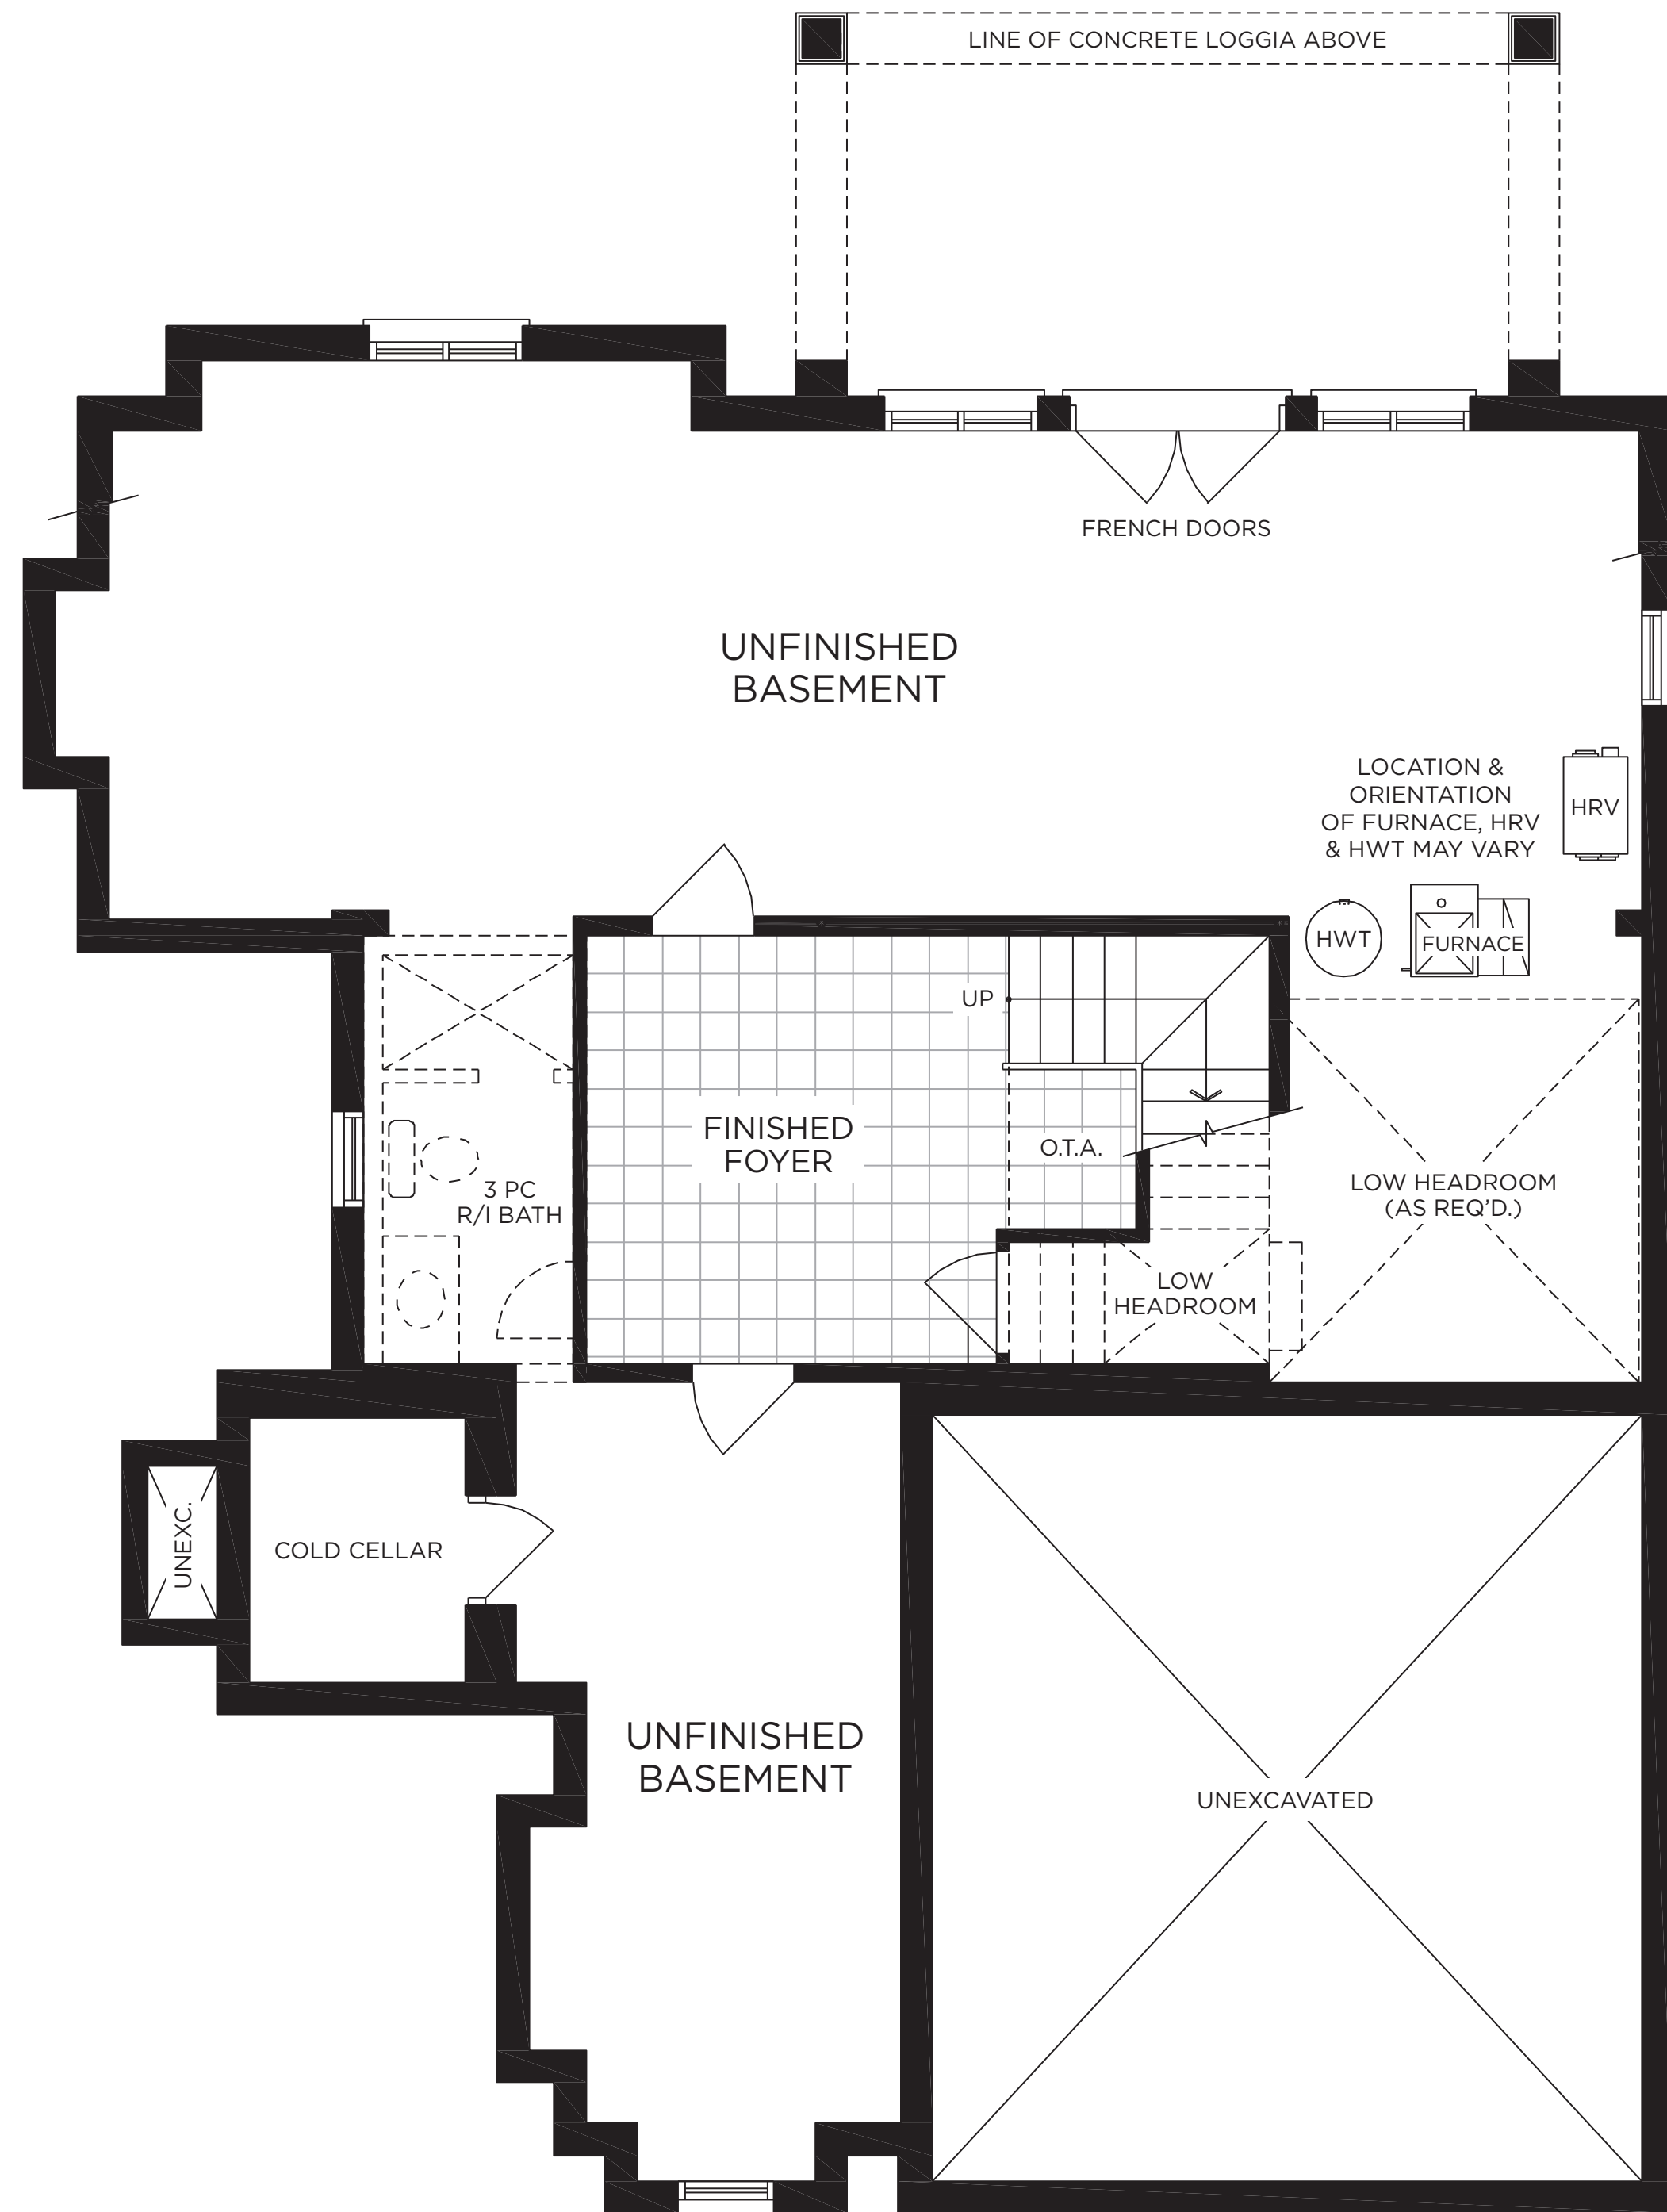 LINE OF CONCRETE LOGGIA ABOVE
FRENCH DOORS
UNFINISHED
BASEMENT
LOCATION &
ORIENTATION
OF FURNACE, HRV
& HWT MAY VARY
HRV
HWT
FURNACE
UP
FINISHED
FOYER
O.T.A.
3 PC
R/I BATH
LOW HEADROOM
(AS REQ’D.)
LOW
HEADROOM
UNEXC.
COLD CELLAR
UNFINISHED
BASEMENT
UNEXCAVATED